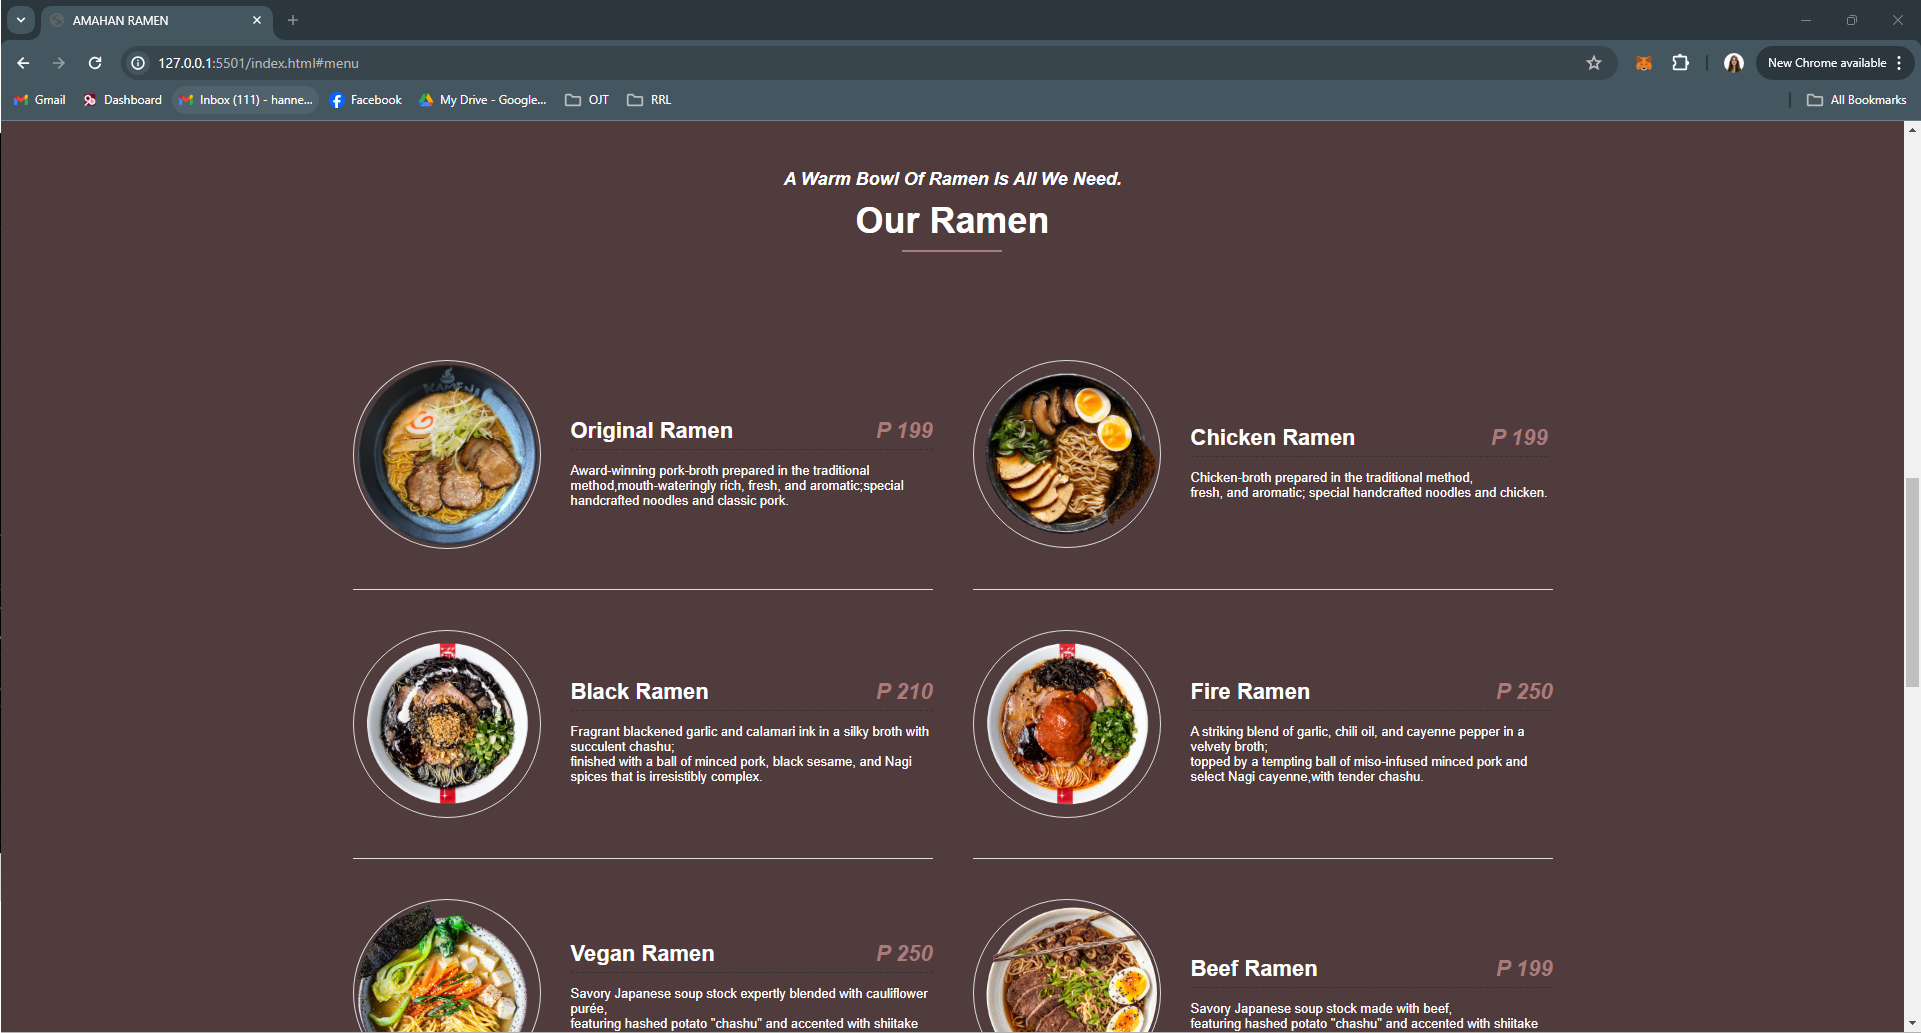 AMAHAN RAMEN
127.0.0.1:5501/index.html#menu
New Chrome available
Gmail
Dashboard
Inbox (111) - hanne...
Facebook
My Drive - Google...
OJT
RRL
All Bookmarks
A Warm Bowl Of Ramen Is All We Need.
Our Ramen
Original Ramen P 199
Award-winning pork-broth prepared in the traditional
method,mouth-wateringly rich, fresh, and aromatic;special
handcrafted noodles and classic pork.
Chicken Ramen P 199
Chicken-broth prepared in the traditional method,
fresh, and aromatic; special handcrafted noodles and chicken.
Black Ramen P 210
Fragrant blackened garlic and calamari ink in a silky broth with
succulent chashu;
finished with a ball of minced pork, black sesame, and Nagi
spices that is irresistibly complex.
Fire Ramen P 250
A striking blend of garlic, chili oil, and cayenne pepper in a
velvety broth;
topped by a tempting ball of miso-infused minced pork and
select Nagi cayenne,with tender chashu.
Vegan Ramen P 250
Savory Japanese soup stock expertly blended with cauliflower
purée,
featuring hashed potato "chashu" and accented with shiitake
Beef Ramen P 199
Savory Japanese soup stock made with beef,
featuring hashed potato "chashu" and accented with shiitake